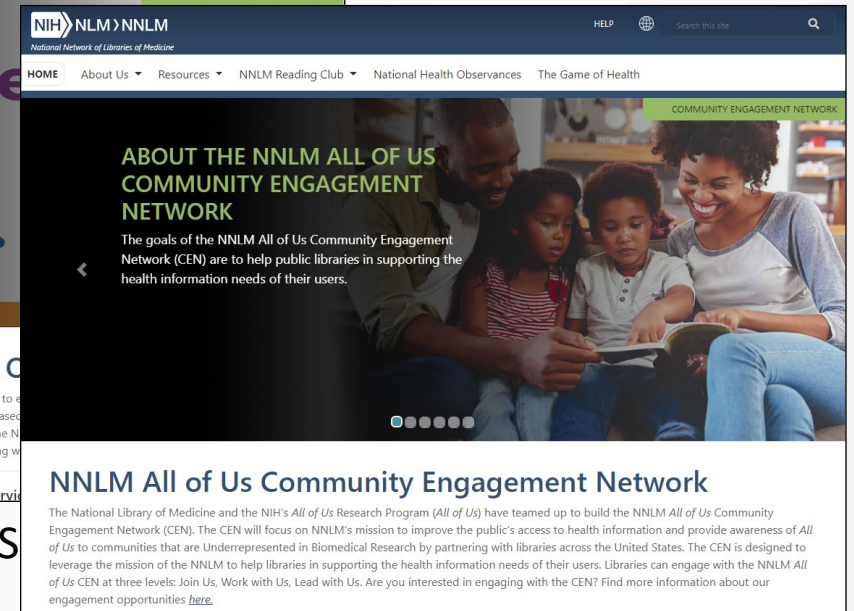 NIH NLM NNLM
National Network of Libraries of Medicine
HELP
Search this site
HOME About Us Resources NNLM Reading Club National Health Observances The Game of Health
COMMUNITY ENGAGEMENT NETWORK
ABOUT THE NNLM ALL OF US
COMMUNITY ENGAGEMENT
NETWORK
The goals of the NNLM All of Us Community Engagement
Network (CEN) are to help public libraries in supporting the
health information needs of their users.
NNLM All of Us Community Engagement Network
The National Library of Medicine and the NIH's All of Us Research Program (All of Us) have teamed up to build the NNLM All of Us Community
Engagement Network (CEN). The CEN will focus on NNLM's mission to improve the public's access to health information and provide awareness of All
of Us to communities that are Underrepresented in Biomedical Research by partnering with libraries across the United States. The CEN is designed to
leverage the mission of the NNLM to help libraries in supporting the health information needs of their users. Libraries can engage with the NNLM All
of Us CEN at three levels: Join Us, Work with Us, Lead with Us. Are you interested in engaging with the CEN? Find more information about our
engagement opportunities here.